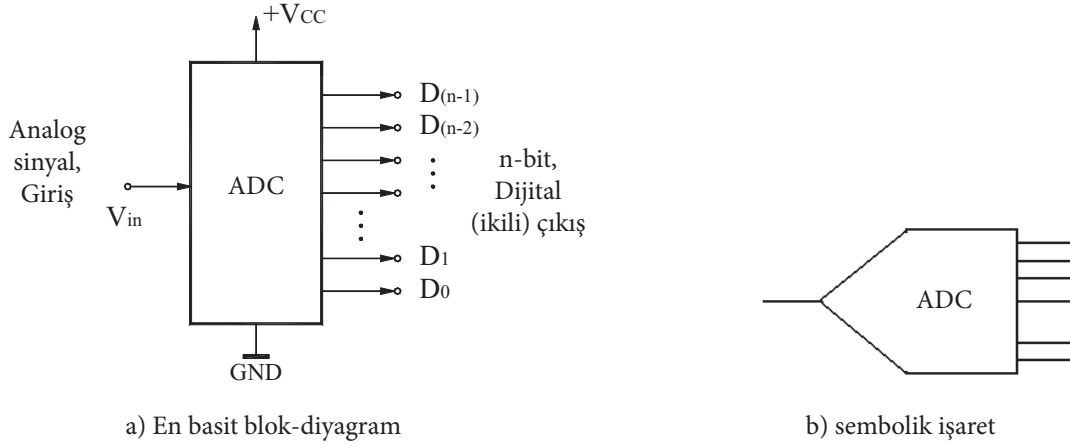 +VCC
Analog
sinyal,
Giriş
Vin
ADC
D(n-1)
D(n-2)
D1
D0
n-bit,
Dijital
(ikili) çıkış
GND
a) En basit blok-diyagram
ADC
b) sembolik işaret